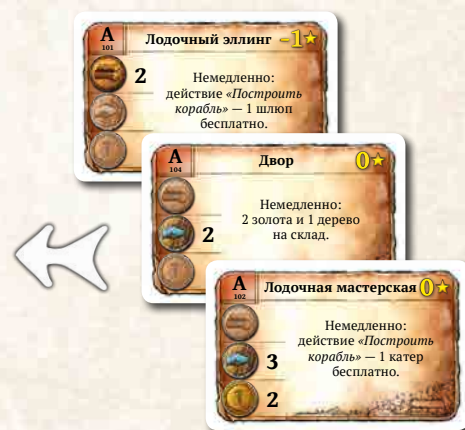 A
101
Лодочный эллинг
-1
2
Немедленно:
действие «Построить
корабль» — 1 шлюп
бесплатно.
A
104
Двор
0
2
Немедленно:
2 золота и 1 дерево
на склад.
A
102
Лодочная мастерская
0
3
2
Немедленно:
действие «Построить
корабль» — 1 катер
бесплатно.